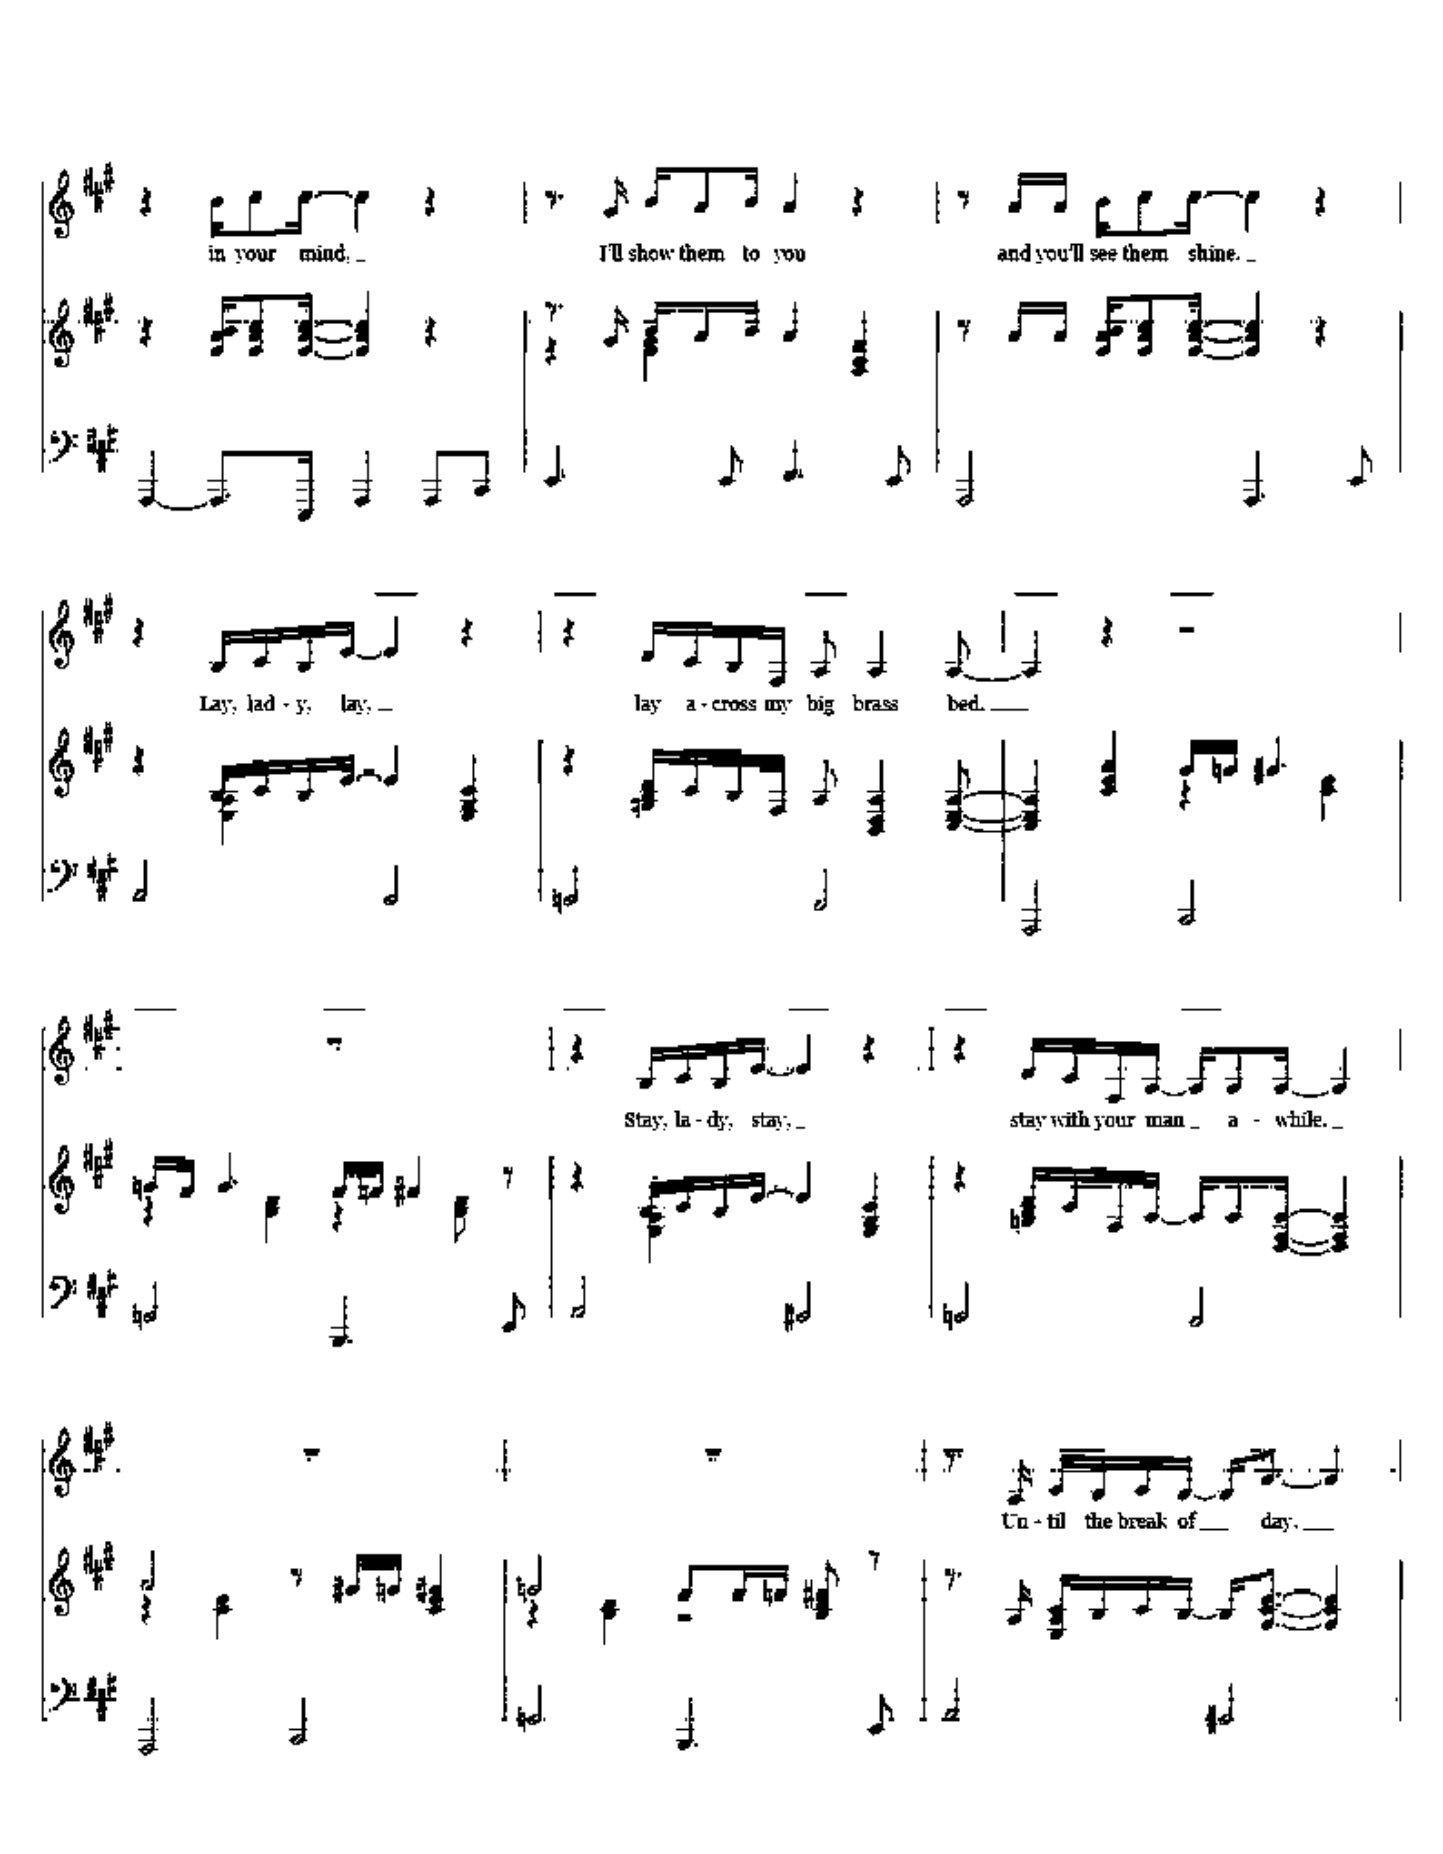 in your mind, _ I'll show them to you and you'll see them shine. _
Lay, lad - y, lay, _ lay a - cross my big brass bed. ___
Stay, la - dy, stay, _ stay with your man _ a - while. _
Un - til the break of ___ day, ___